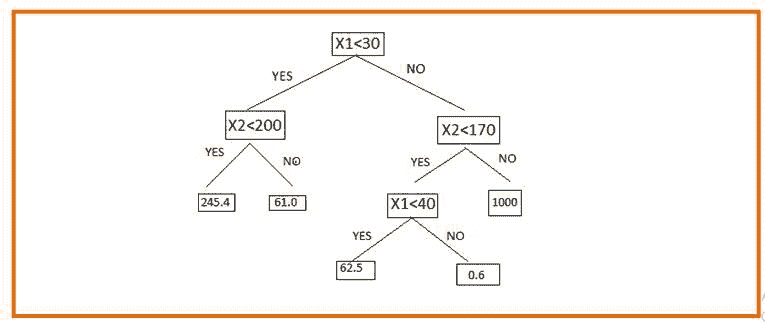 X1<30
YES
NO
X2<200
X2<170
YES
NO
YES
NO
245.4
61.0
X1<40
1000
YES
NO
62.5
0.6